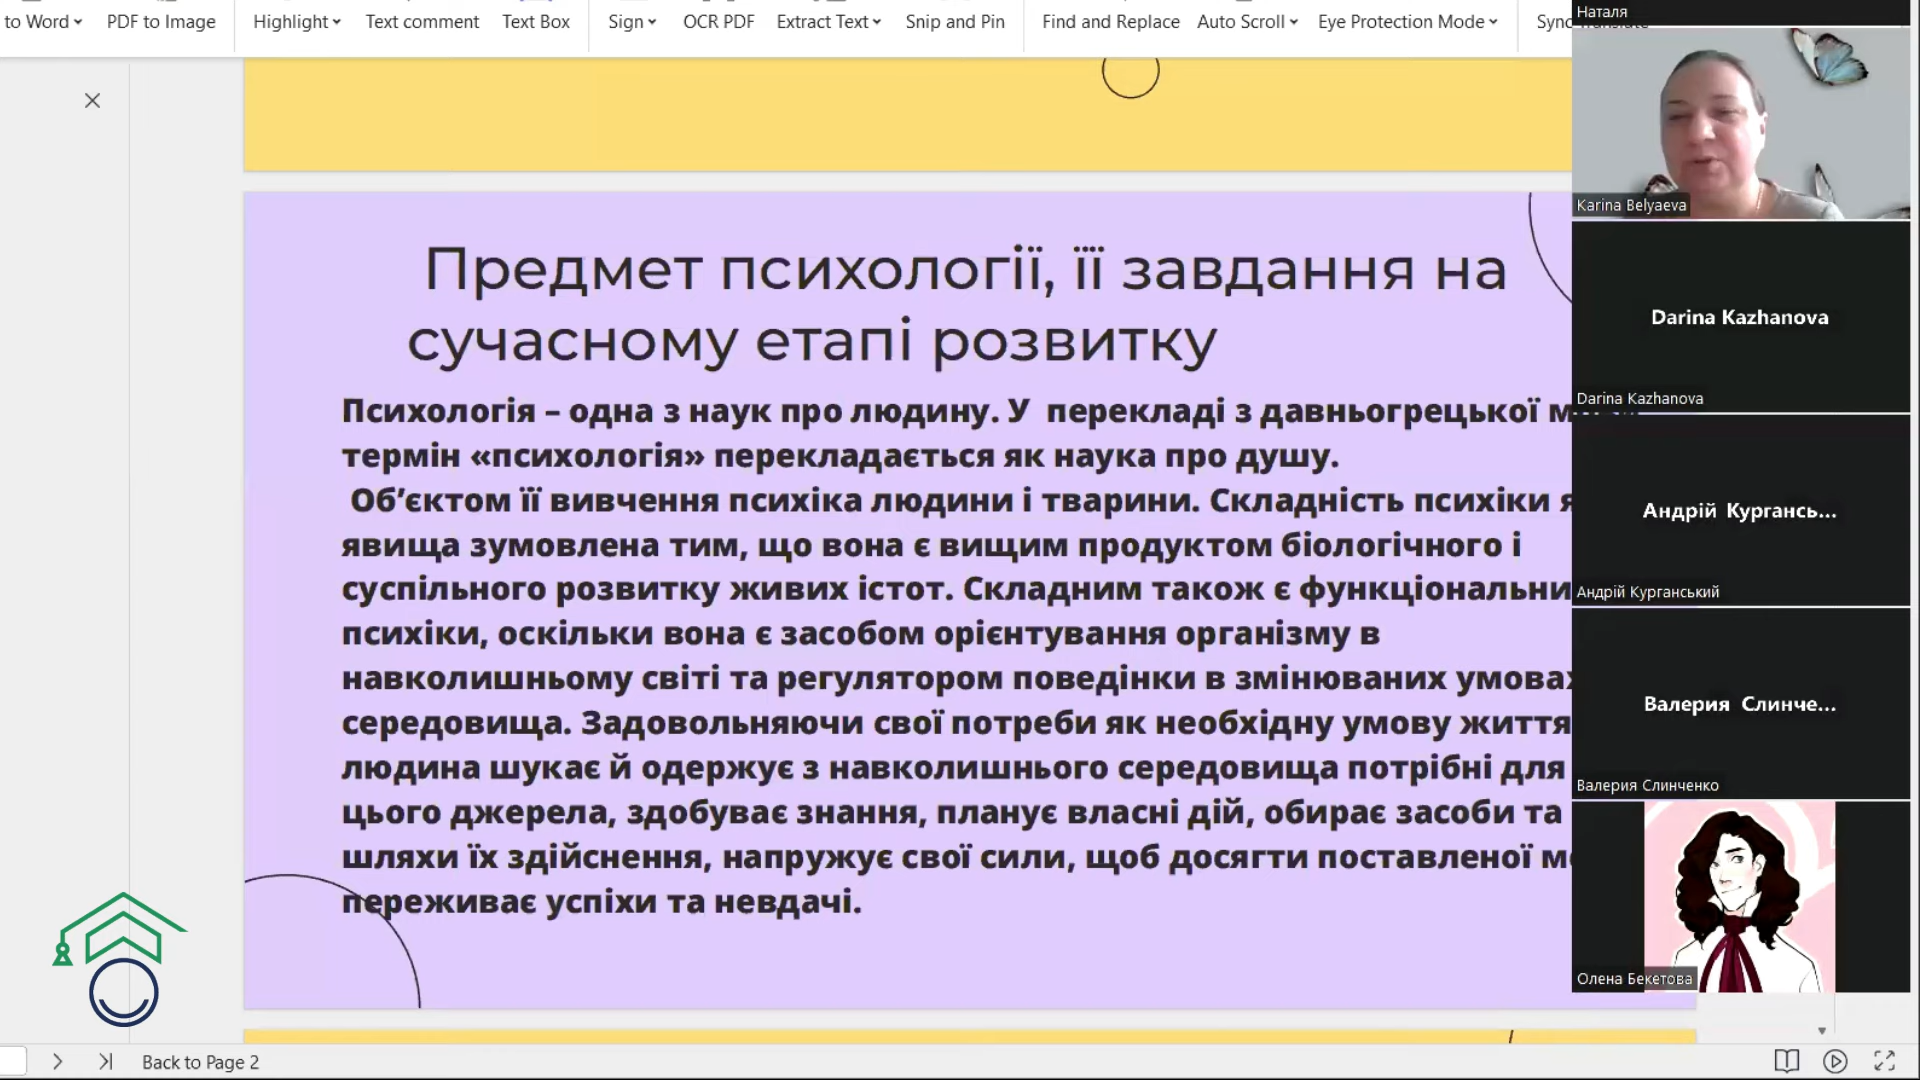 to Word
PDF to Image
Highlight
Text comment
Text Box
Sign
OCR PDF
Extract Text
Snip and Pin
Find and Replace
Auto Scroll
Eye Protection Mode
Наталя
Karina Belyaeva
Предмет психології, її завдання на
сучасному етапі розвитку
Психологія – одна з наук про людину. У перекладі з давньогрецької
термін «психологія» перекладається як наука про душу.
Об’єктом її вивчення психіка людини і тварини. Складність психіки
явища зумовлена тим, що вона є вищим продуктом біологічного і
суспільного розвитку живих істот. Складним також є
психіки, оскільки вона є засобом орієнтування організму в
навколишньому світі та регулятором поведінки в змінюваних умовах
середовища. Задовольняючи свої потреби як необхідну умову життя
людина шукає й одержує з навколишнього середовища потрібні для
цього джерела, здобуває знання, планує власні дій, обирає засоби та
шляхи їх здійснення, напружує свої сили, щоб досягти поставленої
переживає успіхи та невдачі.
Darina Kazhanova
Darina Kazhanova
Андрій Кургансь...
Андрій Курганський
Валерия Слинче...
Валерия Слинченко
Олена Бекетова
Back to Page 2